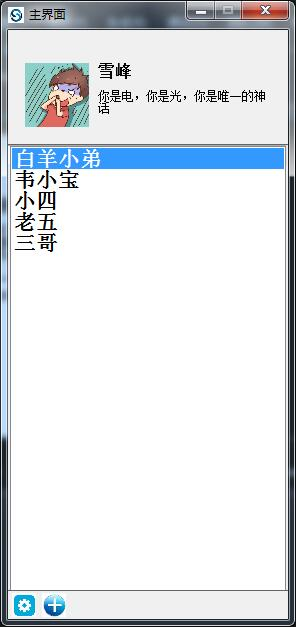 主界面
雪峰
你是电，你是光，你是唯一的神
话
白羊小弟
韦小宝
小四
老五
三哥